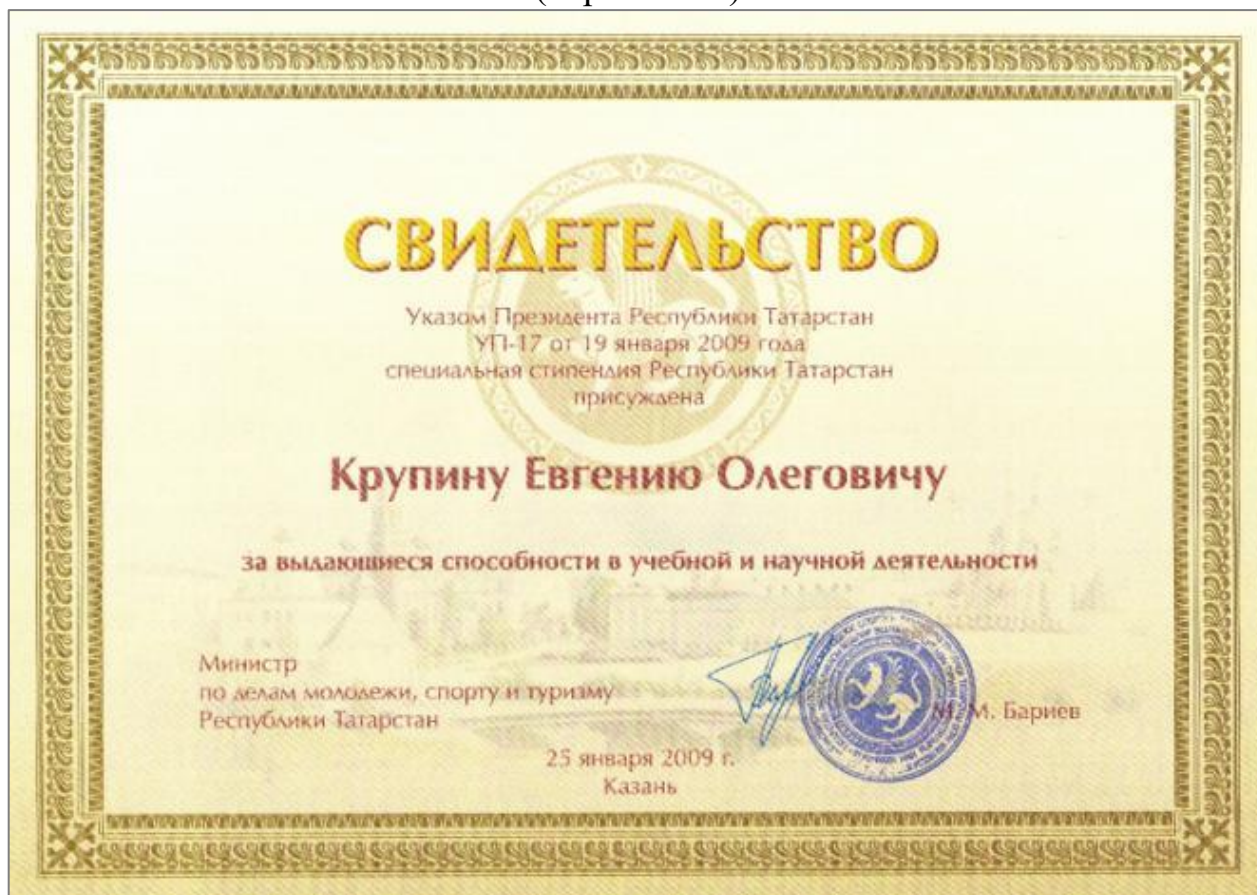 СВИДЕТЕЛЬСТВО
Указом Президента Республики Татарстан
УП-17 от 19 января 2009 года
специальная стипендия Республики Татарстан
присуждена
Крупину Евгению Олеговичу
за выдающиеся способности в учебной и научной деятельности
Министр
по делам молодежи, спорту и туризму
Республики Татарстан
М. М. Бариев
25 января 2009 г.
Казань